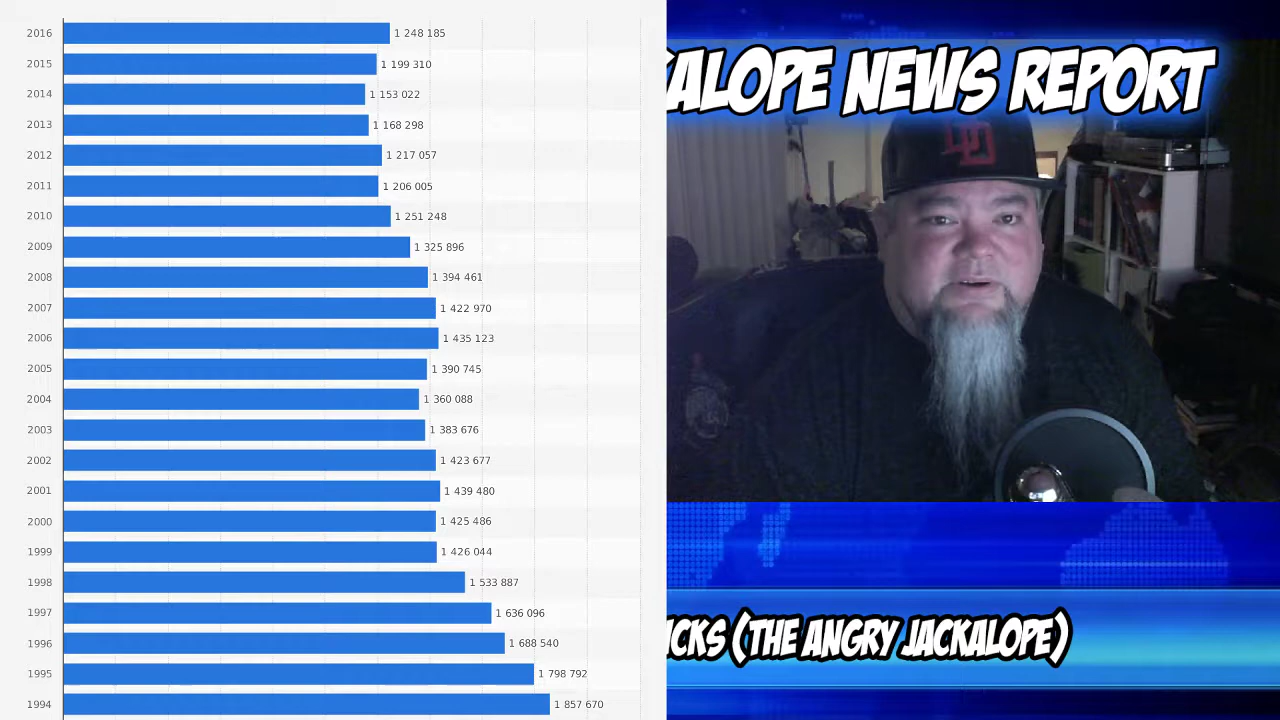 2016 1 248 185
2015 1 199 310
2014 1 153 022
2013 1 168 298
2012 1 217 057
2011 1 206 005
2010 1 251 248
2009 1 325 896
2008 1 394 461
2007 1 422 970
2006 1 435 123
2005 1 390 745
2004 1 360 088
2003 1 383 676
2002 1 423 677
2001 1 439 480
2000 1 425 486
1999 1 426 044
1998 1 533 887
1997 1 636 096
1996 1 688 540
1995 1 798 792
1994 1 857 670
KALOPE NEWS REPORT
ICKS (THE ANGRY JACKALOPE)